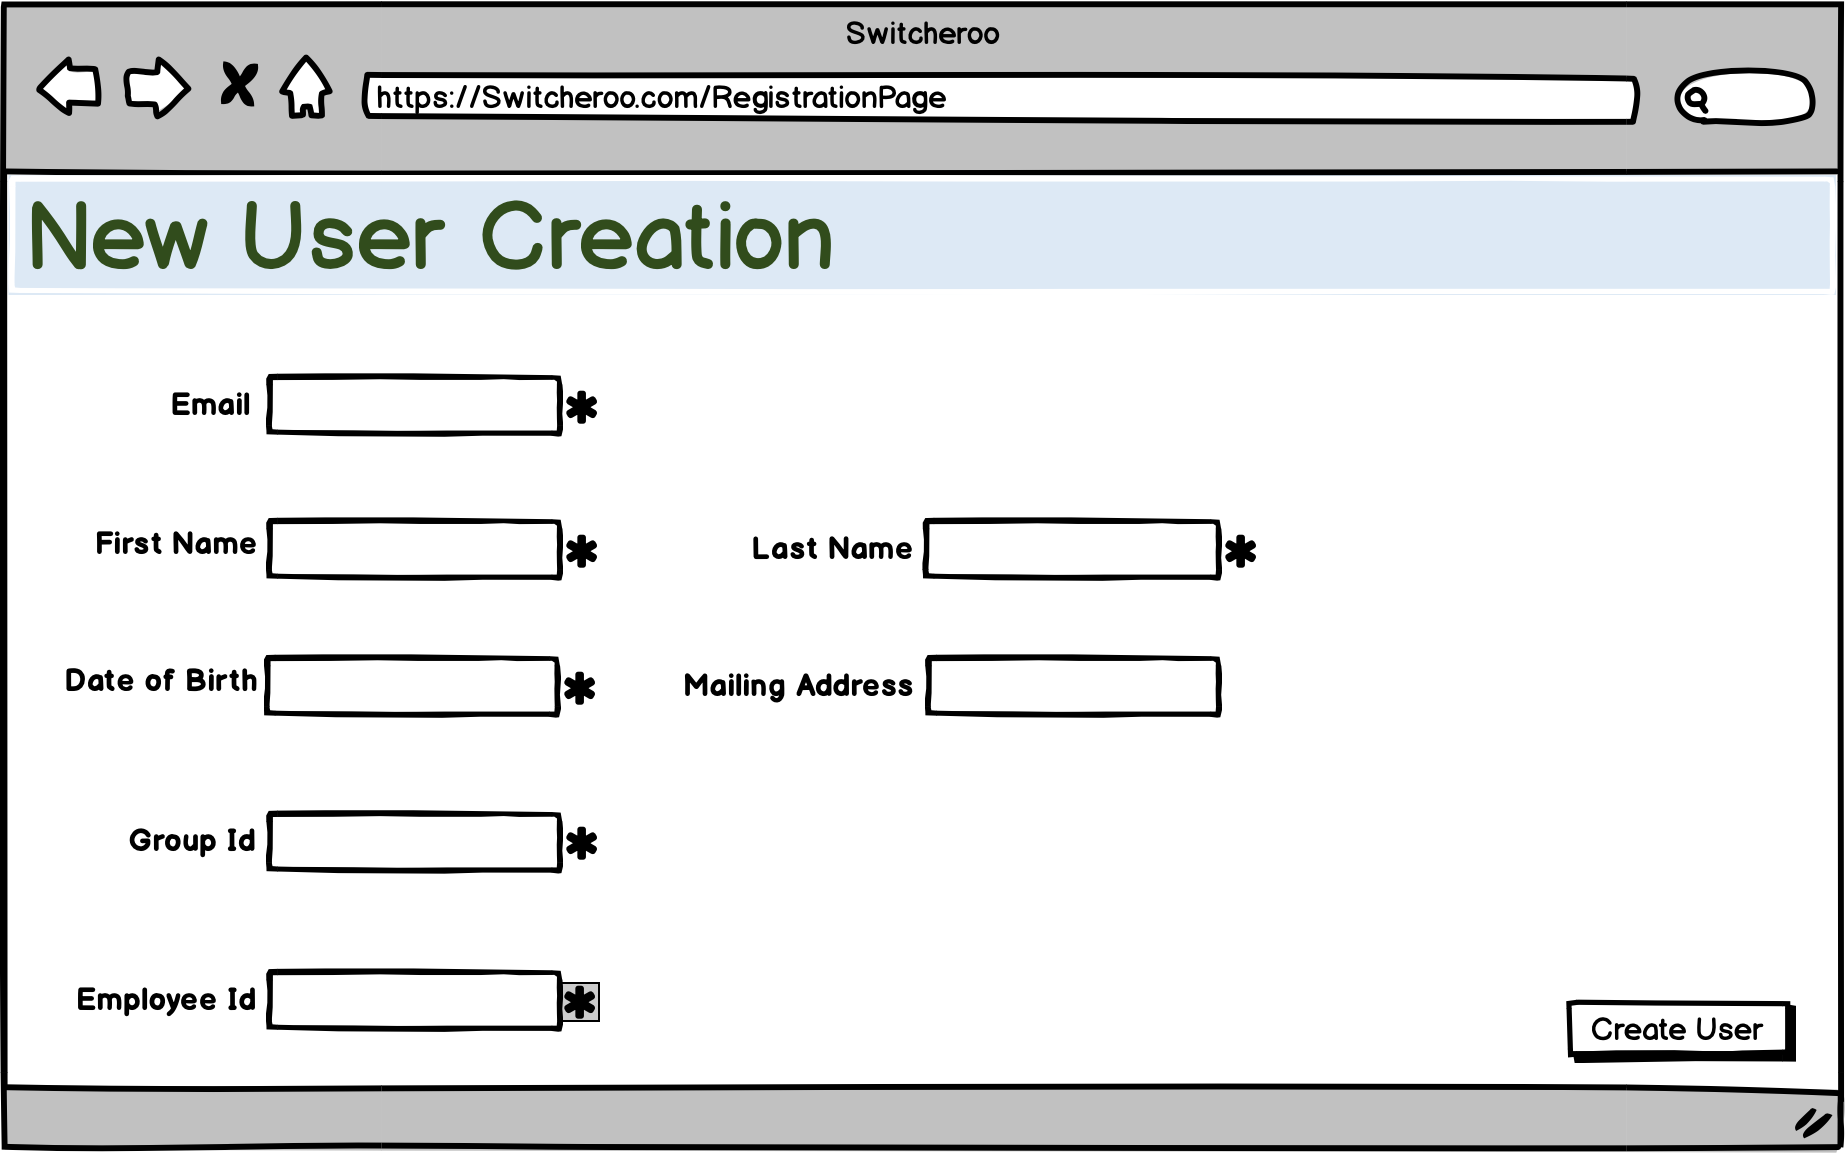 Switcheroo
https://Switcheroo.com/RegistrationPage
New User Creation
Email *
First Name *
Last Name *
Date of Birth *
Mailing Address
Group Id *
Employee Id *
Create User